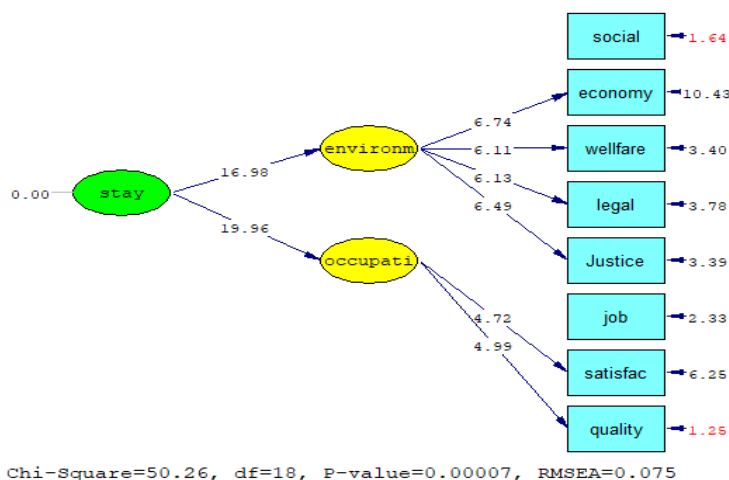 social
1.64
economy
10.43
6.74
environm
6.11
wellfare
3.40
16.98
6.13
0.00
stay
legal
3.78
6.49
19.96
occupati
Justice
3.39
4.72
job
2.33
4.99
satisfac
6.25
quality
1.25
Chi-Square=50.26, df=18, P-value=0.00007, RMSEA=0.075